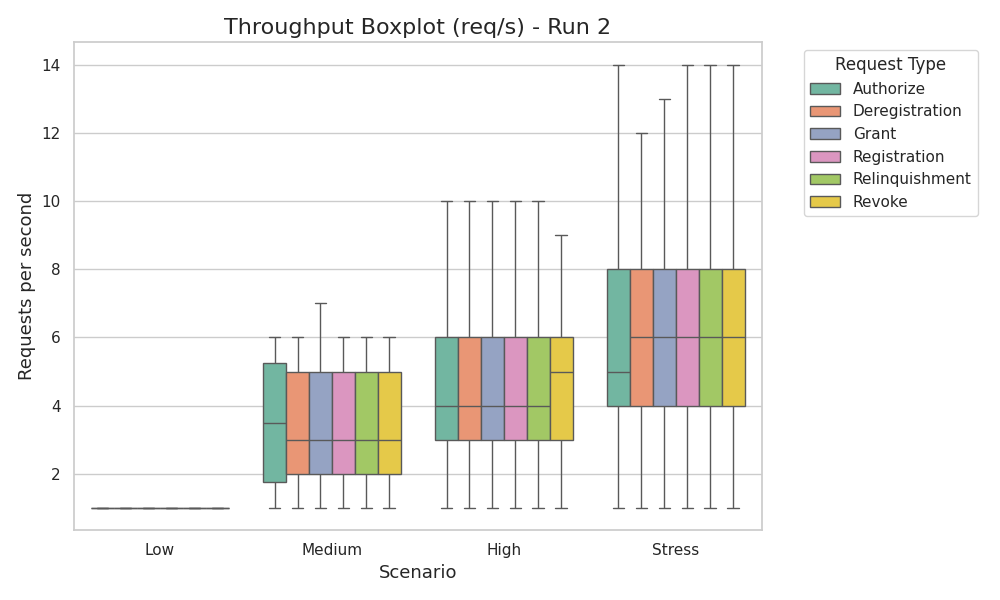 Throughput Boxplot (req/s) - Run 2
Request Type
Authorize
Deregistration
Grant
Registration
Relinquishment
Revoke
Requests per second
14
12
10
8
6
4
2
Low
Medium
High
Stress
Scenario